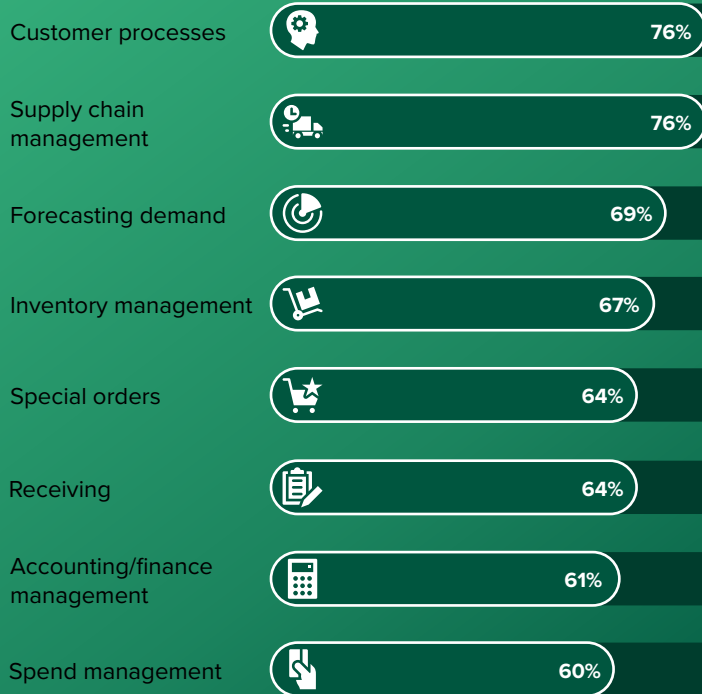 Customer processes
76%
Supply chain
management
76%
Forecasting demand
69%
Inventory management
67%
Special orders
64%
Receiving
64%
Accounting/finance
management
61%
Spend management
60%